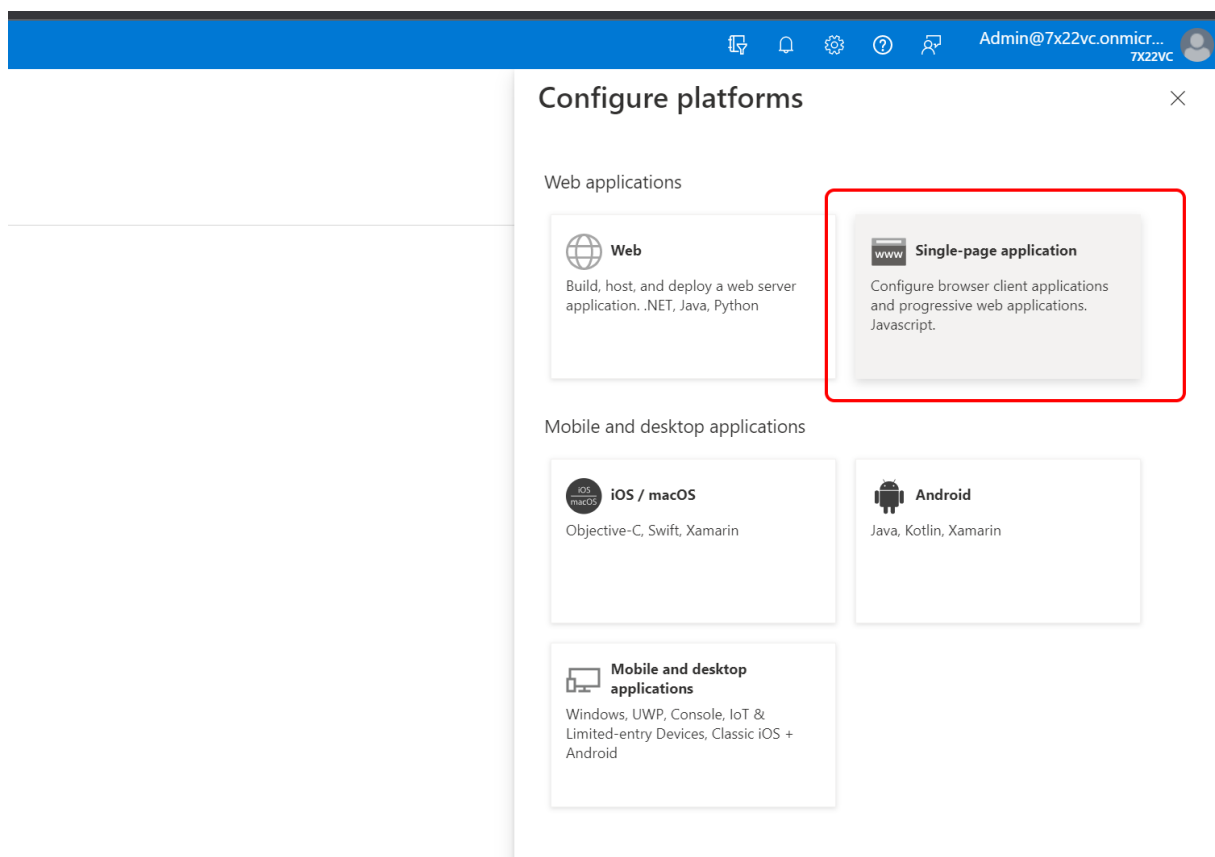 Admin@7x22vc.onmicr...
7X22VC
Configure platforms
Web applications
Web
Build, host, and deploy a web server
application. .NET, Java, Python
www
Single-page application
Configure browser client applications
and progressive web applications.
Javascript.
Mobile and desktop applications
iOS
macOS
iOS / macOS
Objective-C, Swift, Xamarin
Android
Java, Kotlin, Xamarin
Mobile and desktop
applications
Windows, UWP, Console, IoT &
Limited-entry Devices, Classic iOS +
Android